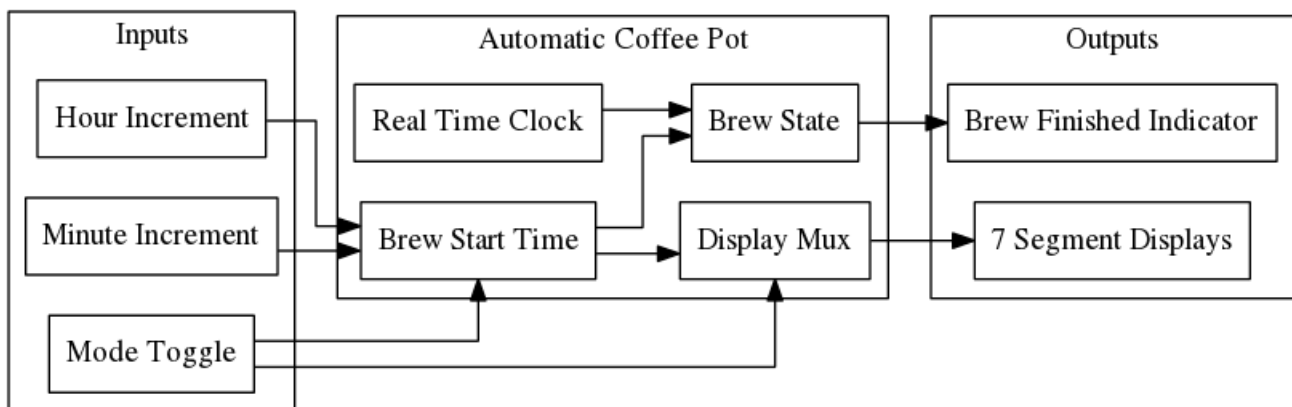 Inputs
Automatic Coffee Pot
Outputs
Hour Increment
Real Time Clock
Brew State
Brew Finished Indicator
Minute Increment
Brew Start Time
Display Mux
7 Segment Displays
Mode Toggle